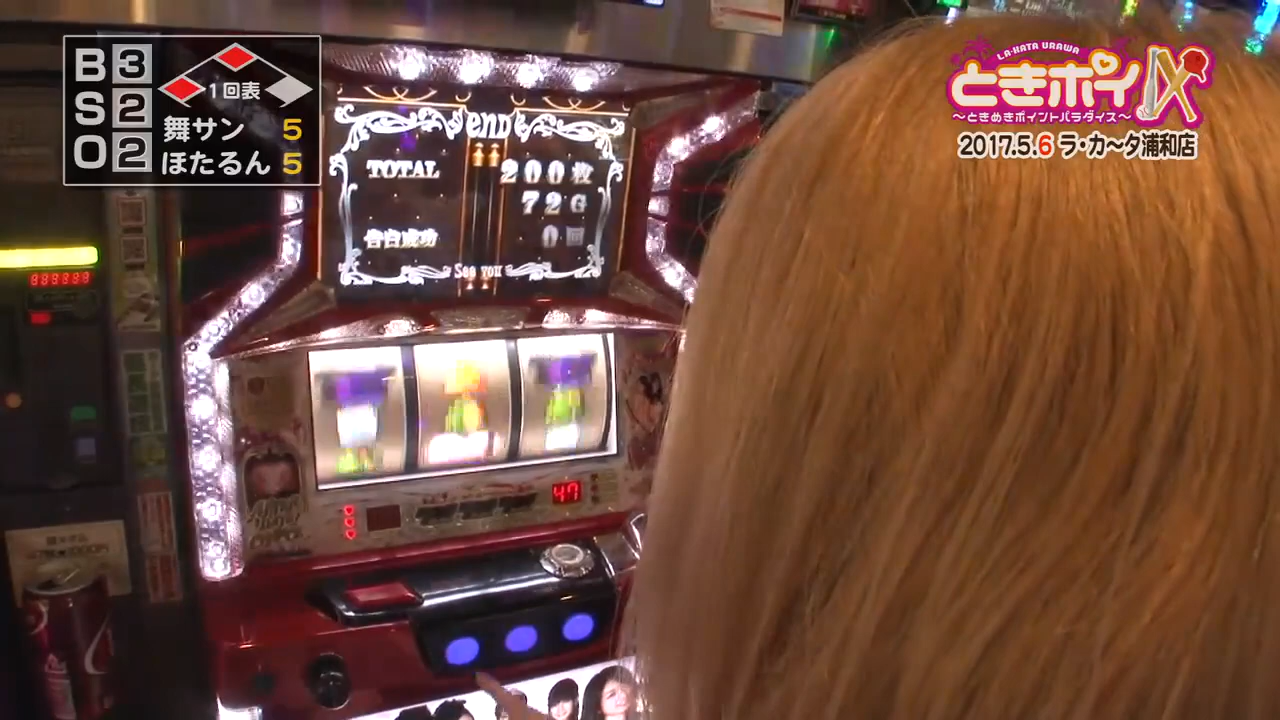 B 3
S 2
O 2
1回表
舞サン 5
ほたるん 5
LA-KATA URAWA
ときポイX
～ときめきポイントパラダイス～
2017.5.6 ラ・カ～タ浦和店
end
TOTAL 200枚
72G
告白成功 0回
See you
47